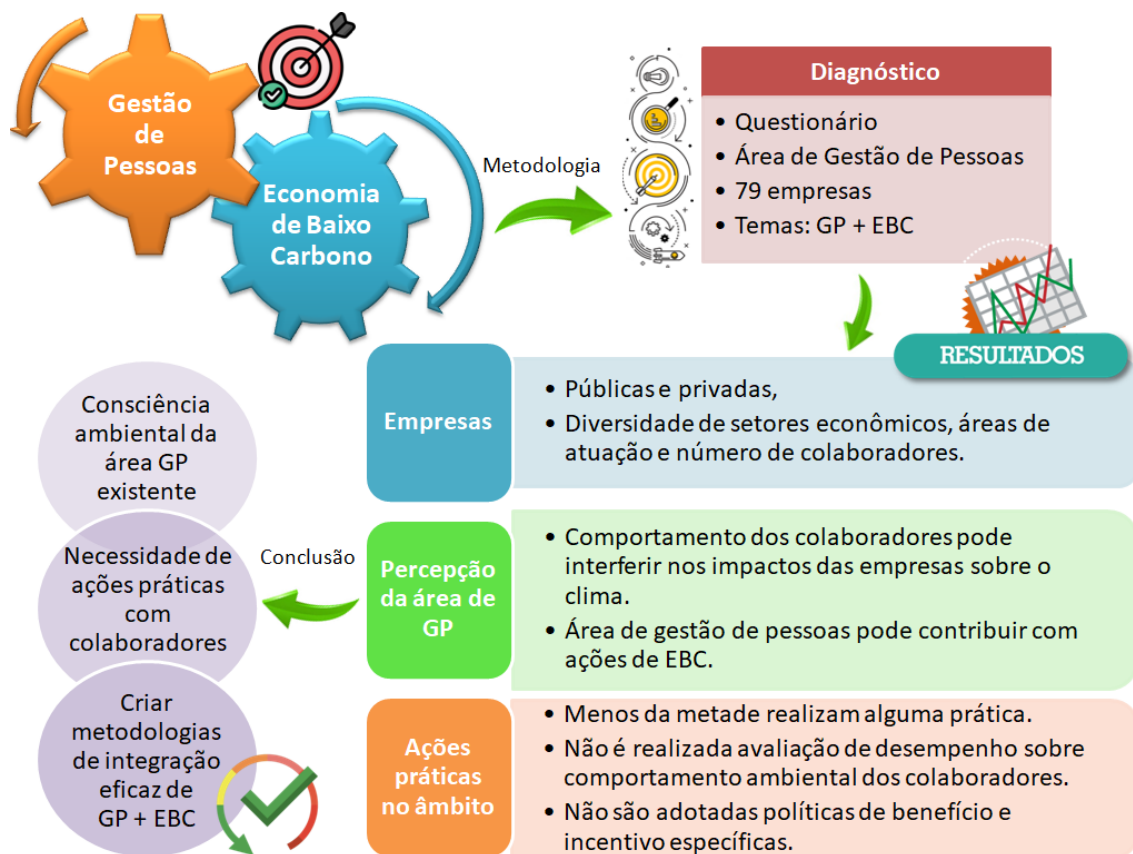 Gestão
de
Pessoas
Economia
de Baixo
Carbono
Metodologia
Diagnóstico
• Questionário
• Área de Gestão de Pessoas
• 79 empresas
• Temas: GP + EBC
RESULTADOS
Empresas
• Públicas e privadas,
• Diversidade de setores econômicos, áreas de
atuação e número de colaboradores.
Percepção
da área de
GP
• Comportamento dos colaboradores pode
interferir nos impactos das empresas sobre o
clima.
• Área de gestão de pessoas pode contribuir com
ações de EBC.
Ações
práticas
no âmbito
• Menos da metade realizam alguma prática.
• Não é realizada avaliação de desempenho sobre
comportamento ambiental dos colaboradores.
• Não são adotadas políticas de benefício e
incentivo específicas.
Conclusão
Consciência
ambiental da
área GP
existente
Necessidade de
ações práticas
com
colaboradores
Criar
metodologias
de integração
eficaz de
GP + EBC